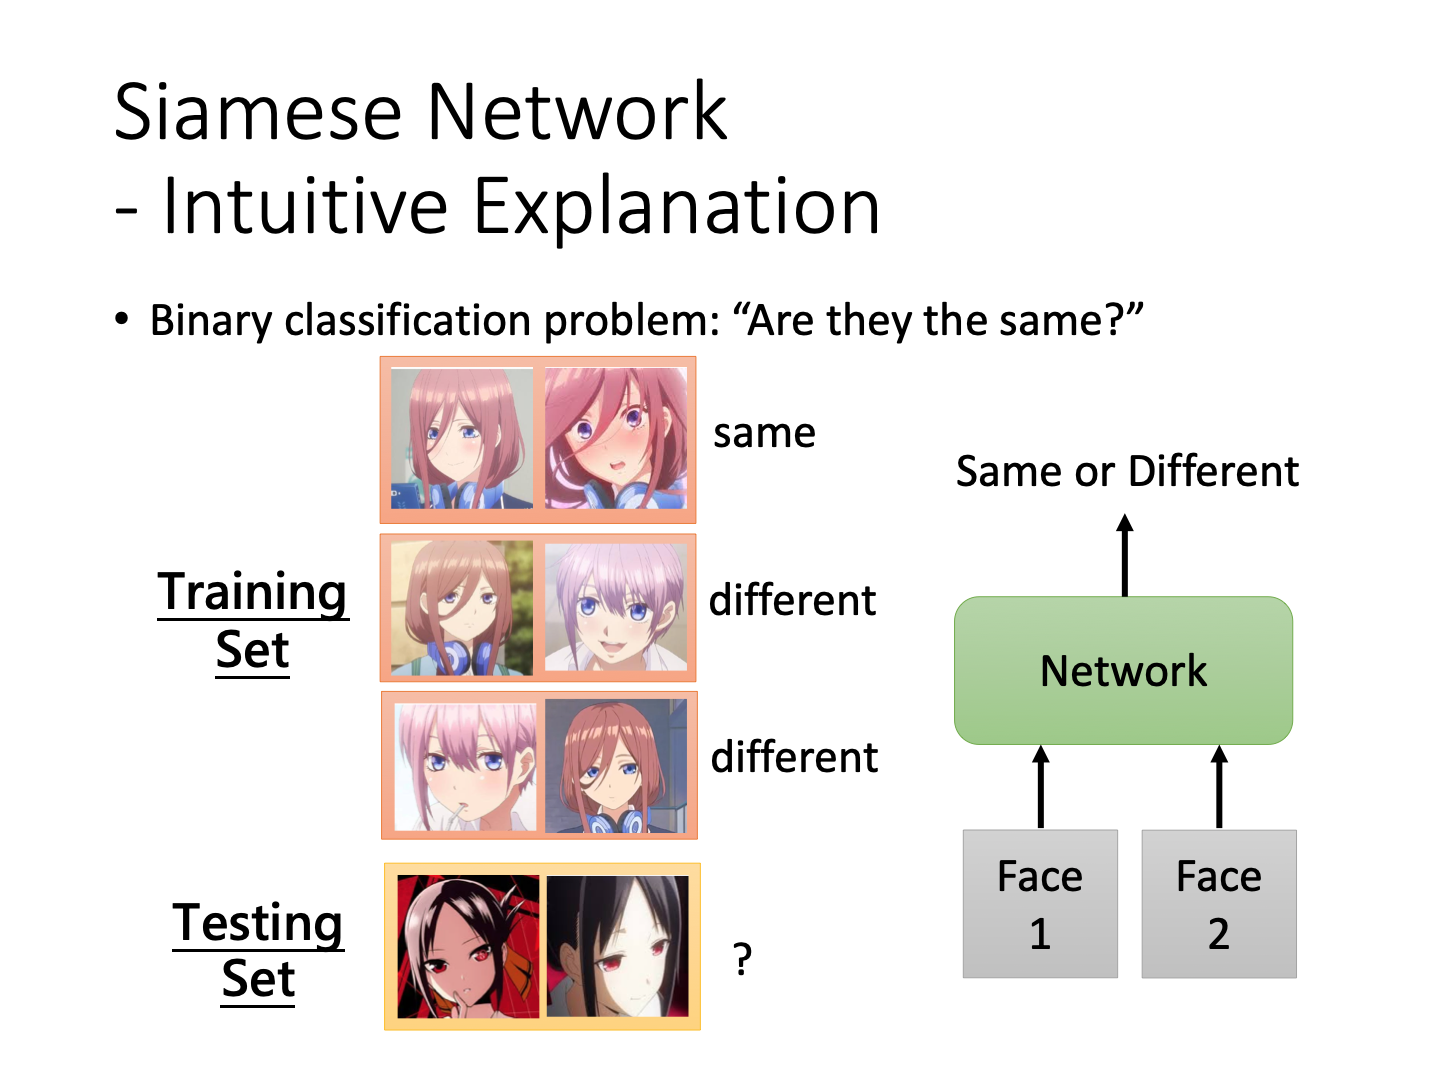 Siamese Network
- Intuitive Explanation
• Binary classification problem: “Are they the same?”
same
Training
Set
different
different
Testing
Set
?
Same or Different
Network
Face
1
Face
2